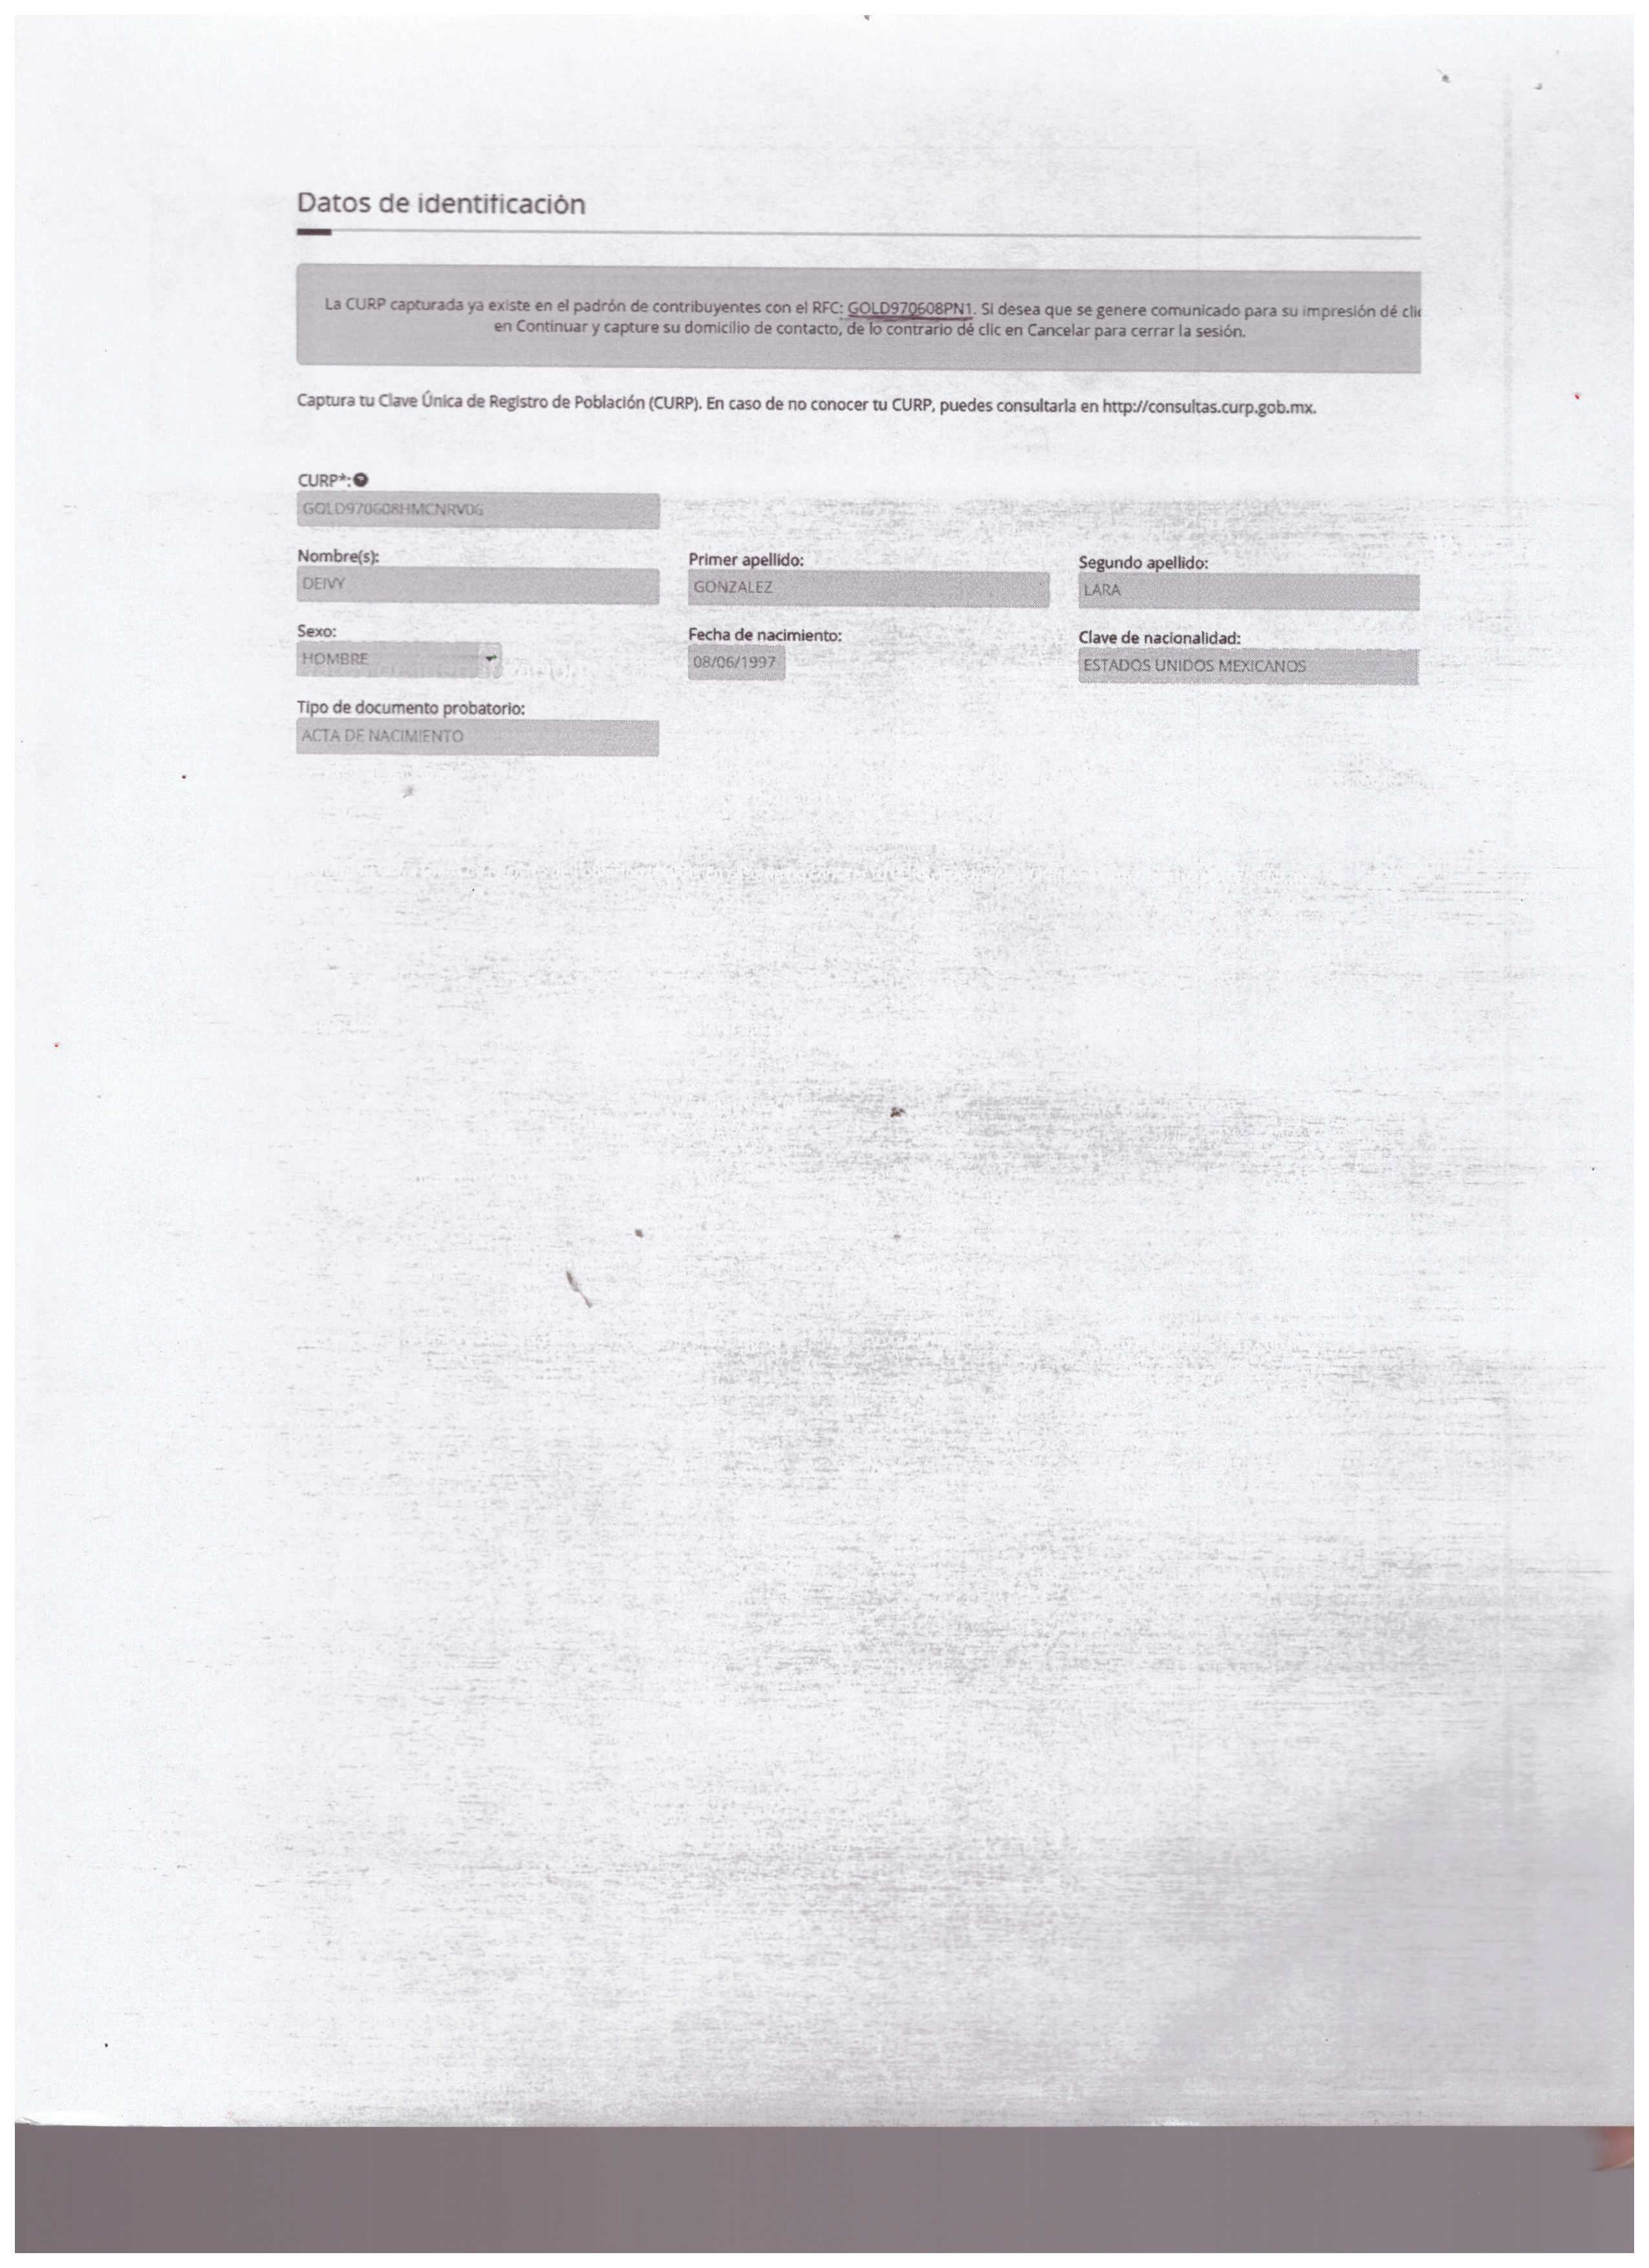 Datos de identificación
La CURP capturada ya existe en el padrón de contribuyentes con el RFC: GOLD970608PN1. Si desea que se genere comunicado para su impresión dé clic
en Continuar y capture su domicilio de contacto, de lo contrario dé clic en Cancelar para cerrar la sesión.
Captura tu Clave Única de Registro de Población (CURP). En caso de no conocer tu CURP, puedes consultarla en http://consultas.curp.gob.mx.
CURP*:
GOLD970608HMCNRV06
Nombre(s): Primer apellido: Segundo apellido:
DEIVY GONZALEZ LARA
Sexo: Fecha de nacimiento: Clave de nacionalidad:
HOMBRE 08/06/1997 ESTADOS UNIDOS MEXICANOS
Tipo de documento probatorio:
ACTA DE NACIMIENTO